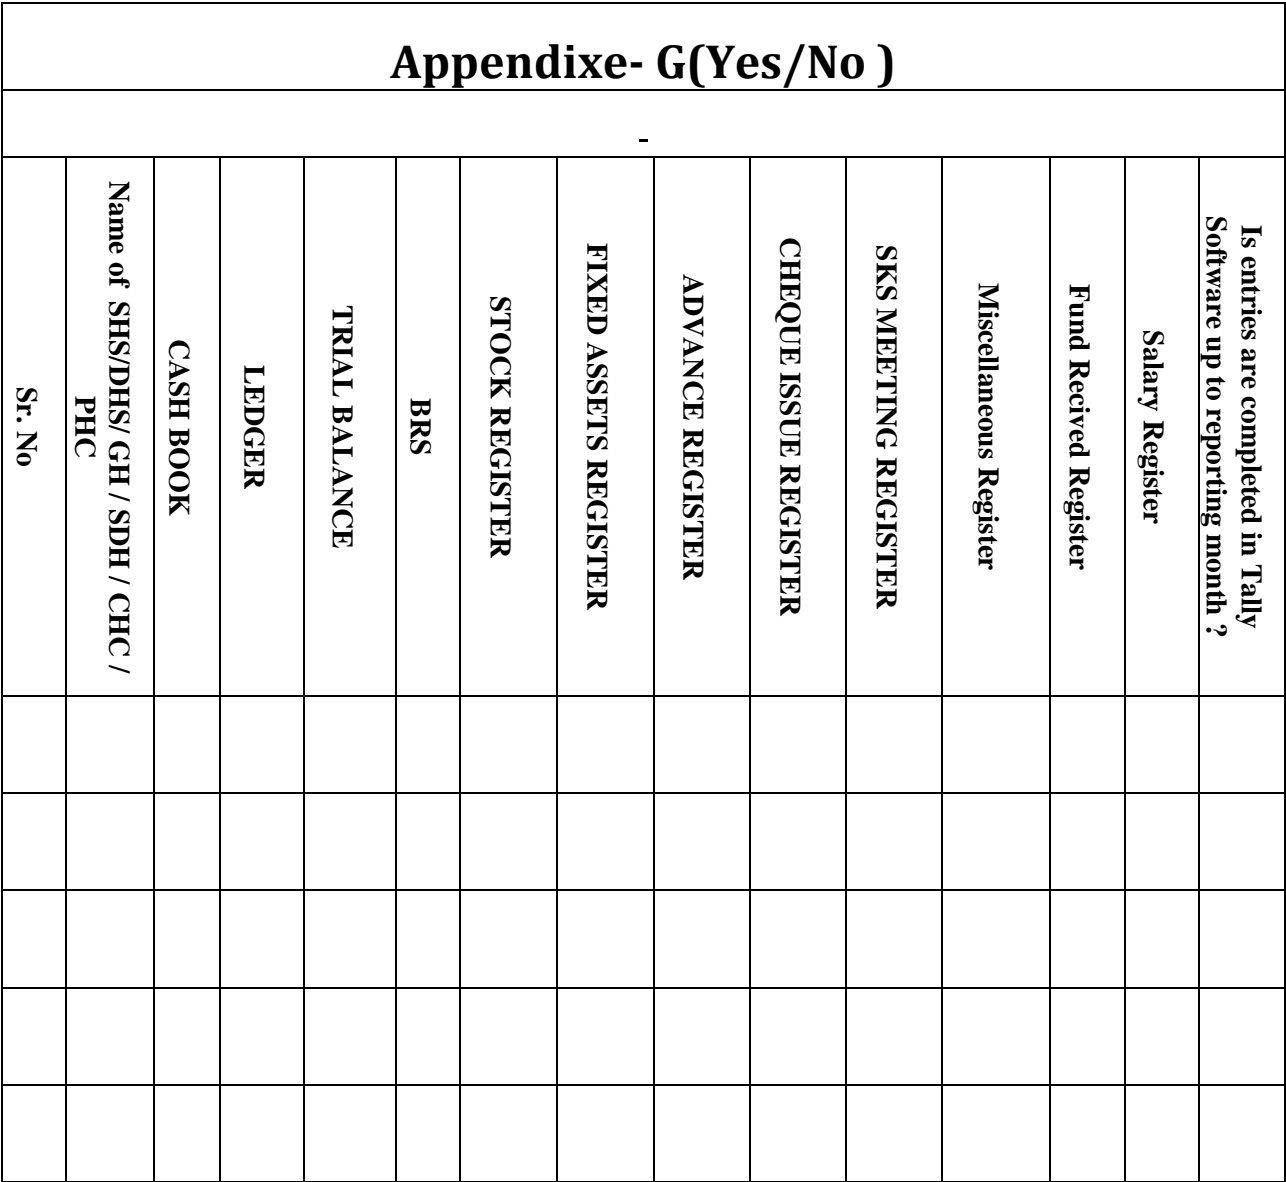 Appendixe- G(Yes/No )
-
Sr. No
Name of SHS/DHS/ GH / SDH / CHC /
PHC
CASH BOOK
LEDGER
TRIAL BALANCE
BRS
STOCK REGISTER
FIXED ASSETS REGISTER
ADVANCE REGISTER
CHEQUE ISSUE REGISTER
SKS MEETING REGISTER
Miscellaneous Register
Fund Recived Register
Salary Register
Is entries are completed in Tally
Software up to reporting month ?